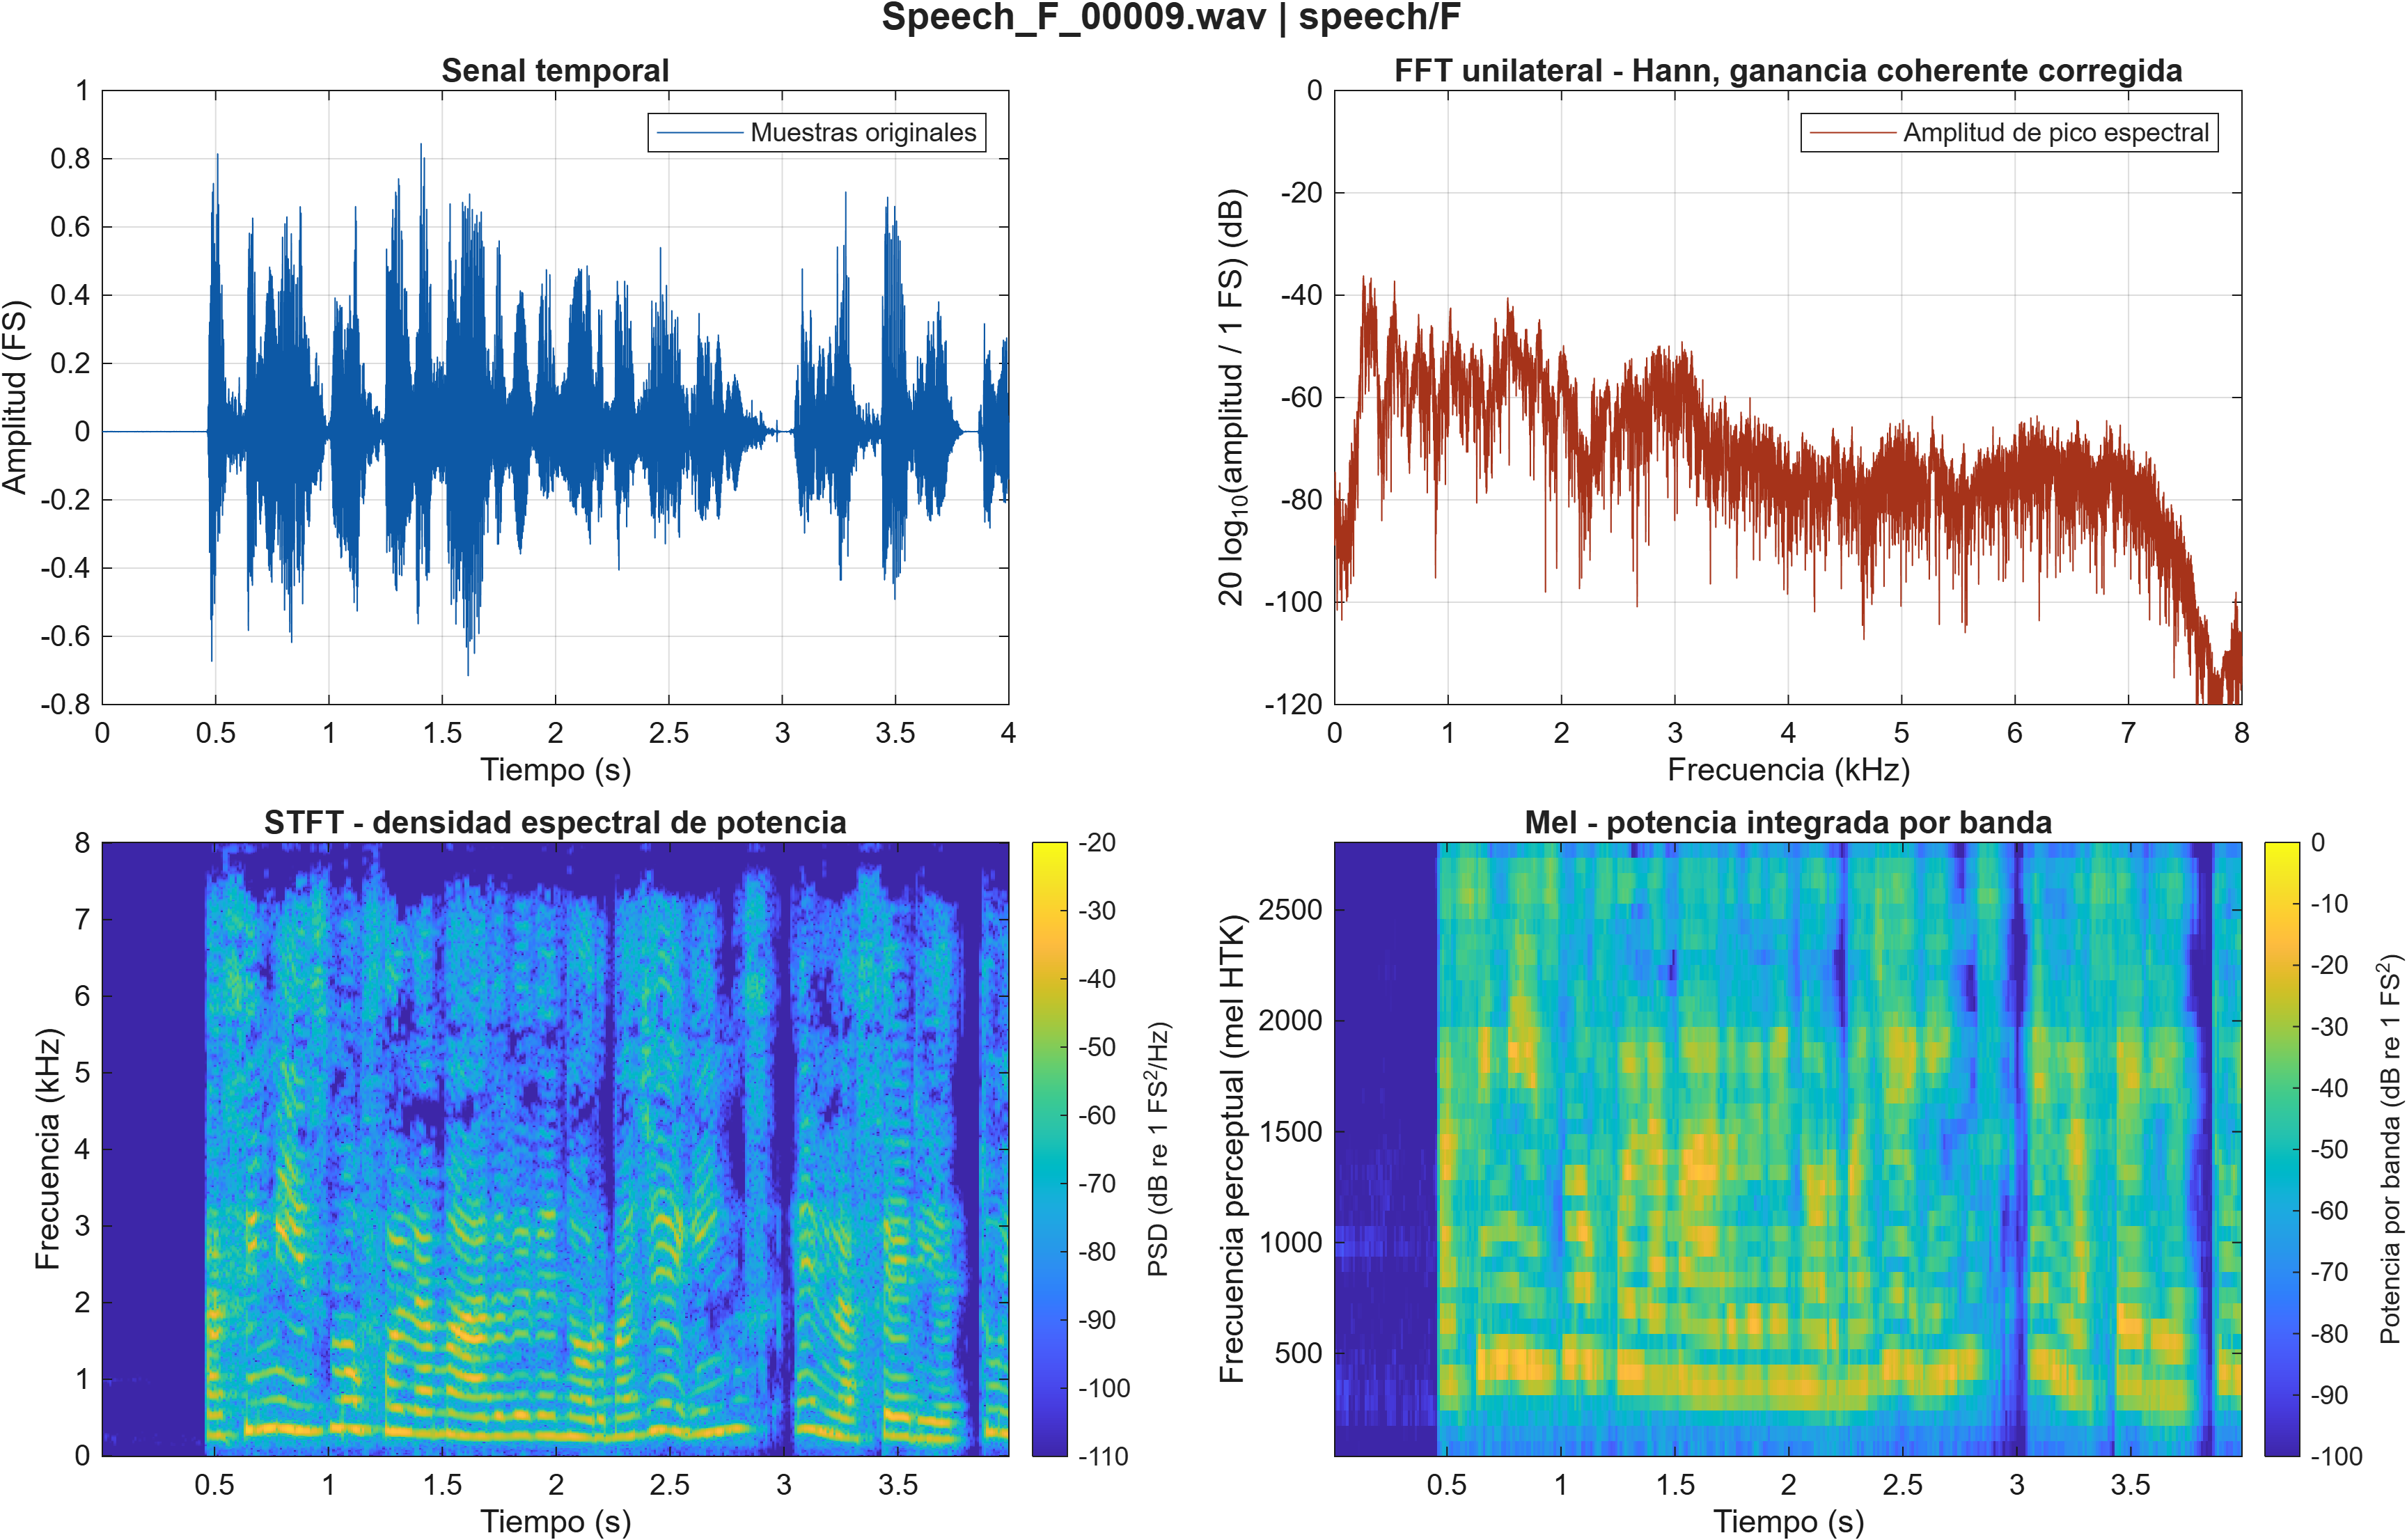 Speech_F_00009.wav | speech/F
Senal temporal
1
0.8
0.6
0.4
0.2
0
-0.2
-0.4
-0.6
-0.8
Amplitud (FS)
Muestras originales
0 0.5 1 1.5 2 2.5 3 3.5 4
Tiempo (s)
FFT unilateral - Hann, ganancia coherente corregida
0
-20
-40
-60
-80
-100
-120
20 log10(amplitud / 1 FS) (dB)
Amplitud de pico espectral
0 1 2 3 4 5 6 7 8
Frecuencia (kHz)
STFT - densidad espectral de potencia
8
7
6
5
4
3
2
1
0
Frecuencia (kHz)
0.5 1 1.5 2 2.5 3 3.5
Tiempo (s)
-20
-30
-40
-50
-60
-70
-80
-90
-100
-110
PSD (dB re 1 FS²/Hz)
Mel - potencia integrada por banda
2500
2000
1500
1000
500
Frecuencia perceptual (mel HTK)
0.5 1 1.5 2 2.5 3 3.5
Tiempo (s)
0
-10
-20
-30
-40
-50
-60
-70
-80
-90
-100
Potencia por banda (dB re 1 FS²)